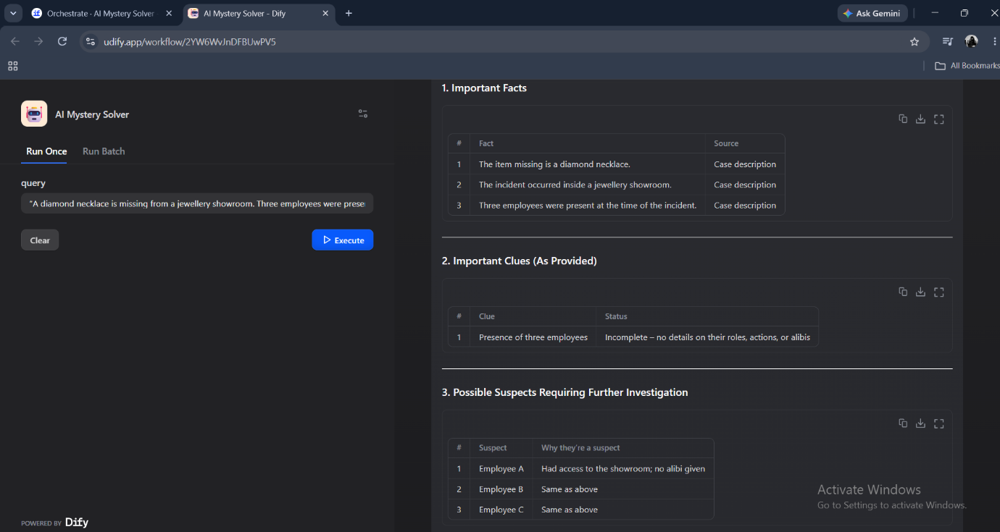 Orchestrate · AI Mystery Solver
AI Mystery Solver - Dify
Ask Gemini
udify.app/workflow/2YW6WvJnDFBUwPV5
All Bookmarks
AI Mystery Solver
Run Once Run Batch
query
"A diamond necklace is missing from a jewellery showroom. Three employees were prese
Clear
Execute
POWERED BY Dify
1. Important Facts
# Fact Source
1 The item missing is a diamond necklace. Case description
2 The incident occurred inside a jewellery showroom. Case description
3 Three employees were present at the time of the incident. Case description
2. Important Clues (As Provided)
# Clue Status
1 Presence of three employees Incomplete – no details on their roles, actions, or alibis
3. Possible Suspects Requiring Further Investigation
# Suspect Why they're a suspect
1 Employee A Had access to the showroom; no alibi given
2 Employee B Same as above
3 Employee C Same as above
Activate Windows
Go to Settings to activate Windows.